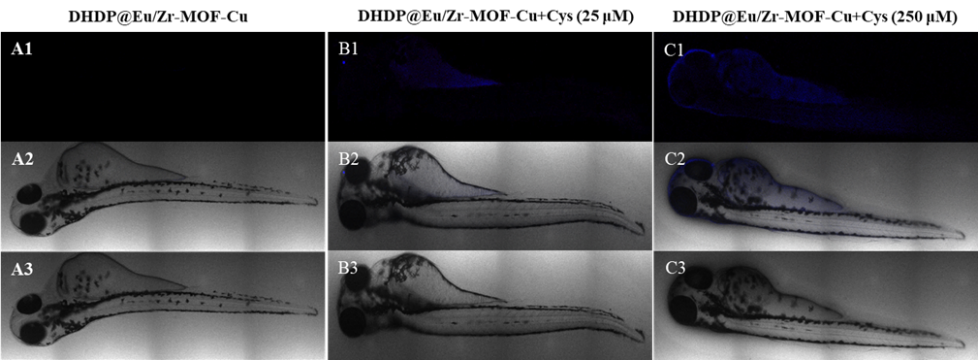 DHDP@Eu/Zr-MOF-Cu
DHDP@Eu/Zr-MOF-Cu+Cys (25 μM)
DHDP@Eu/Zr-MOF-Cu+Cys (250 μM)
A1
B1
C1
A2
B2
C2
A3
B3
C3